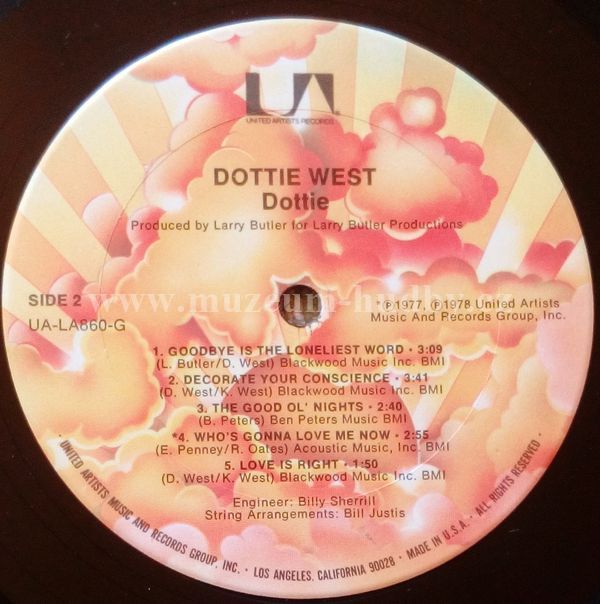 UA
UNITED ARTISTS RECORDS
DOTTIE WEST
Dottie
Produced by Larry Butler for Larry Butler Productions
SIDE 2
UA-LA860-G
℗1977, ℗1978 United Artists
Music And Records Group, Inc.
1. GOODBYE IS THE LONELIEST WORD • 3:09
(L. Butler/D. West) Blackwood Music Inc. BMI
2. DECORATE YOUR CONSCIENCE • 3:41
(D. West/K. West) Blackwood Music Inc. BMI
3. THE GOOD OL' NIGHTS • 2:40
(B. Peters) Ben Peters Music BMI
*4. WHO'S GONNA LOVE ME NOW • 2:55
(E. Penney/R. Oates) Acoustic Music, Inc. BMI
5. LOVE IS RIGHT • 1:50
(D. West/K. West) Blackwood Music, Inc. BMI
Engineer: Billy Sherrill
String Arrangements: Bill Justis
• UNITED ARTISTS MUSIC AND RECORDS GROUP, INC. • LOS ANGELES, CALIFORNIA 90028 • MADE IN U.S.A. • ALL RIGHTS RESERVED •